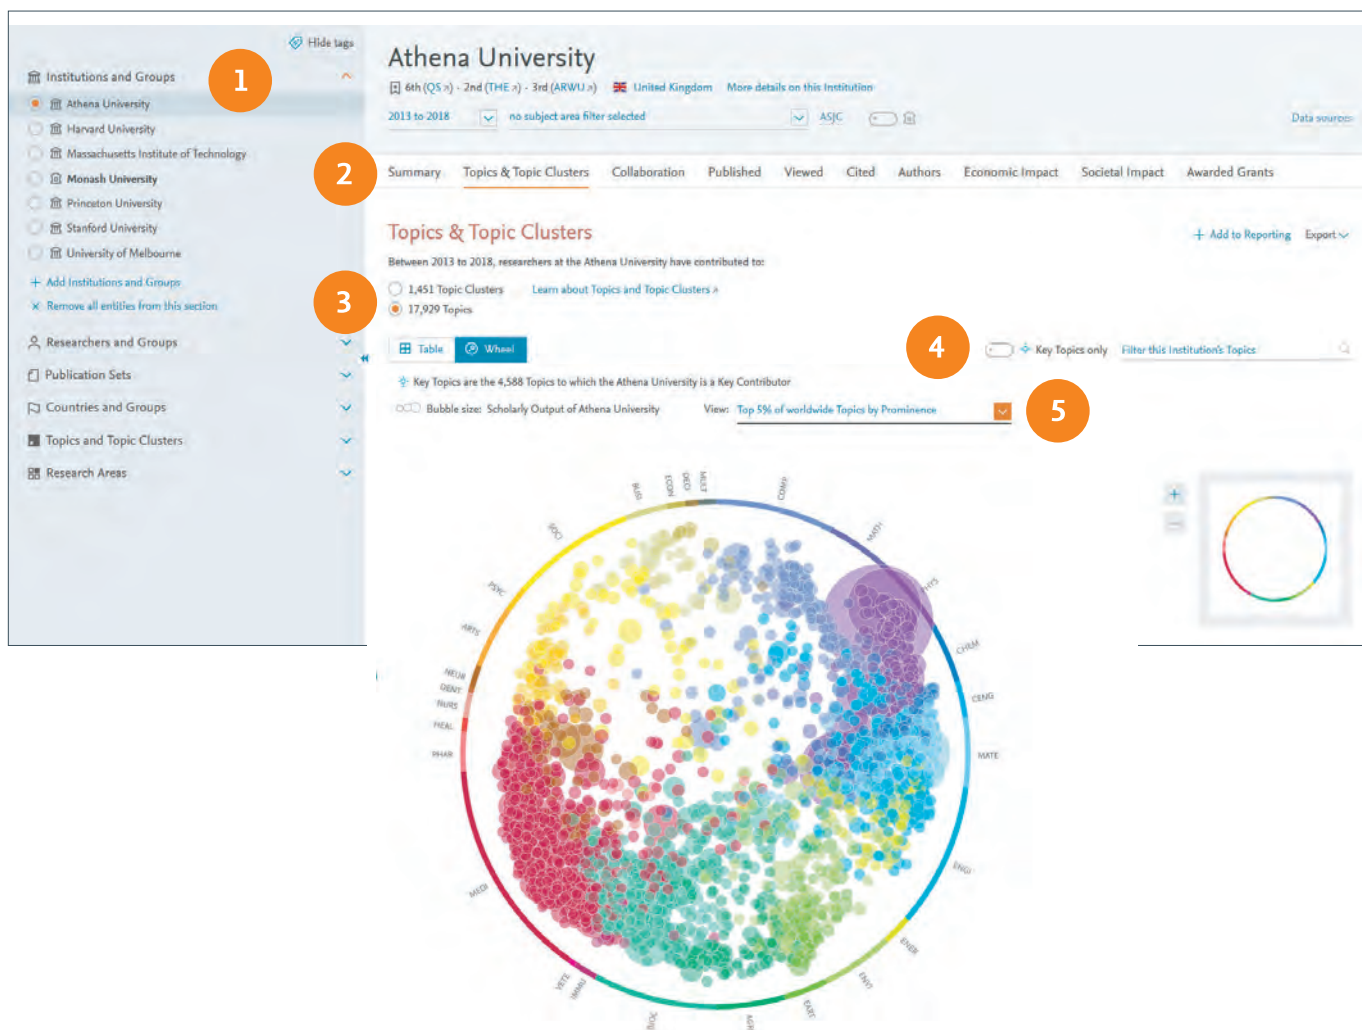 Hide tags
1
Institutions and Groups
Athena University
Harvard University
Massachusetts Institute of Technology
Monash University
Princeton University
Stanford University
University of Melbourne
+ Add Institutions and Groups
× Remove all entities from this section
Researchers and Groups
Publication Sets
Countries and Groups
Topics and Topic Clusters
Research Areas
Athena University
6th (QS) - 2nd (THE) - 3rd (ARWU) United Kingdom More details on this Institution
2013 to 2018 no subject area filter selected ASJC Data sources
2
Summary Topics & Topic Clusters Collaboration Published Viewed Cited Authors Economic Impact Societal Impact Awarded Grants
Topics & Topic Clusters
+ Add to Reporting Export
Between 2013 to 2018, researchers at the Athena University have contributed to:
3
1,451 Topic Clusters Learn about Topics and Topic Clusters
17,929 Topics
Table Wheel
4
Key Topics only Filter this Institution's Topics
Key Topics are the 4,588 Topics to which the Athena University is a Key Contributor
Bubble size: Scholarly Output of Athena University View: Top 5% of worldwide Topics by Prominence
5
MULT
COMP
MATH
PHYS
CHEM
CENG
MATE
ENGI
ENER
ENVI
EART
AGRI
BIOC
IMMU
VETE
MEDI
PHAR
HEAL
NURS
DENT
NEUR
ARTS
PSYC
SOCI
BUSI
ECON
DECI